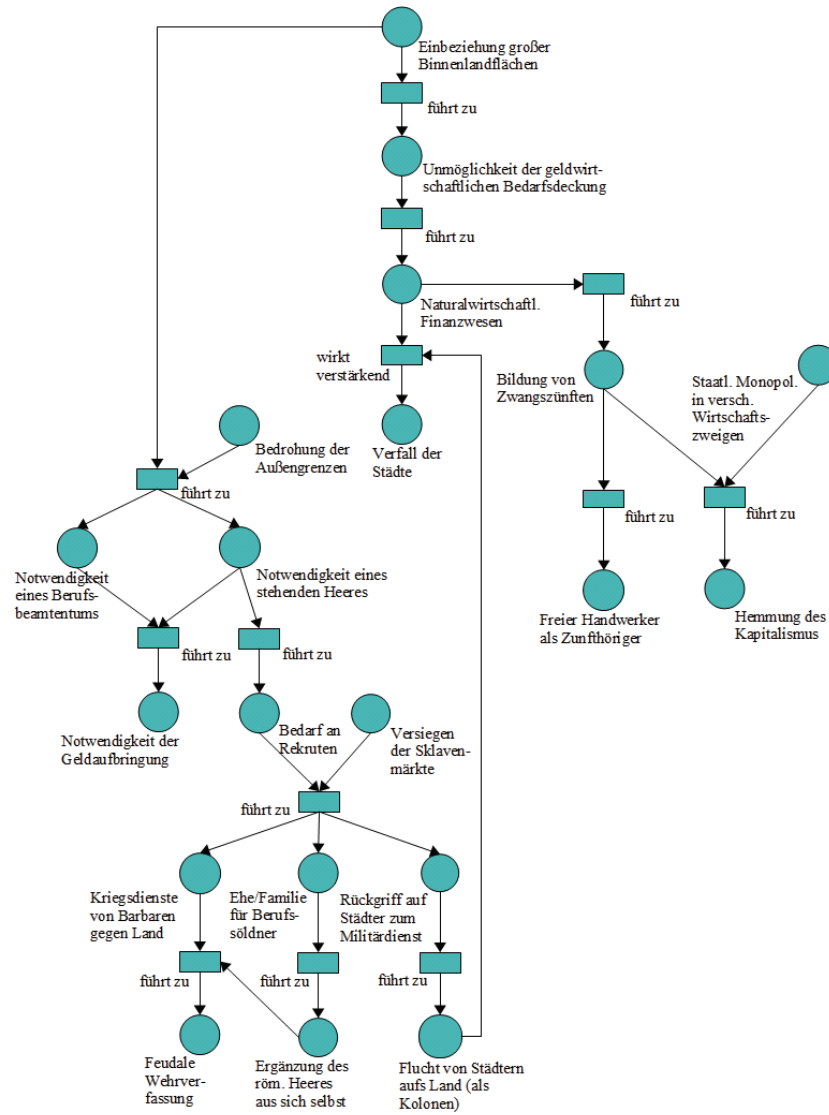 Einbeziehung großer
Binnenlandflächen
führt zu
Unmöglichkeit der geldwirt-
schaftlichen Bedarfsdeckung
führt zu
Naturalwirtschaftl.
Finanzwesen
führt zu
wirkt
verstärkend
Bildung von
Zwangszünften
Staatl. Monopol.
in versch.
Wirtschafts-
zweigen
Bedrohung der
Außengrenzen
Verfall der
Städte
führt zu
führt zu
führt zu
Notwendigkeit
eines Berufs-
beamtentums
Notwendigkeit eines
stehenden Heeres
Freier Handwerker
als Zunfthöriger
Hemmung des
Kapitalismus
führt zu
führt zu
Notwendigkeit der
Geldaufbringung
Bedarf an
Rekruten
Versiegen
der Sklaven-
märkte
führt zu
Kriegsdienste
von Barbaren
gegen Land
Ehe/Familie
für Berufs-
söldner
Rückgriff auf
Städter zum
Militärdienst
führt zu
führt zu
führt zu
Feudale
Wehrver-
fassung
Ergänzung des
röm. Heeres
aus sich selbst
Flucht von Städtern
aufs Land (als
Kolonen)